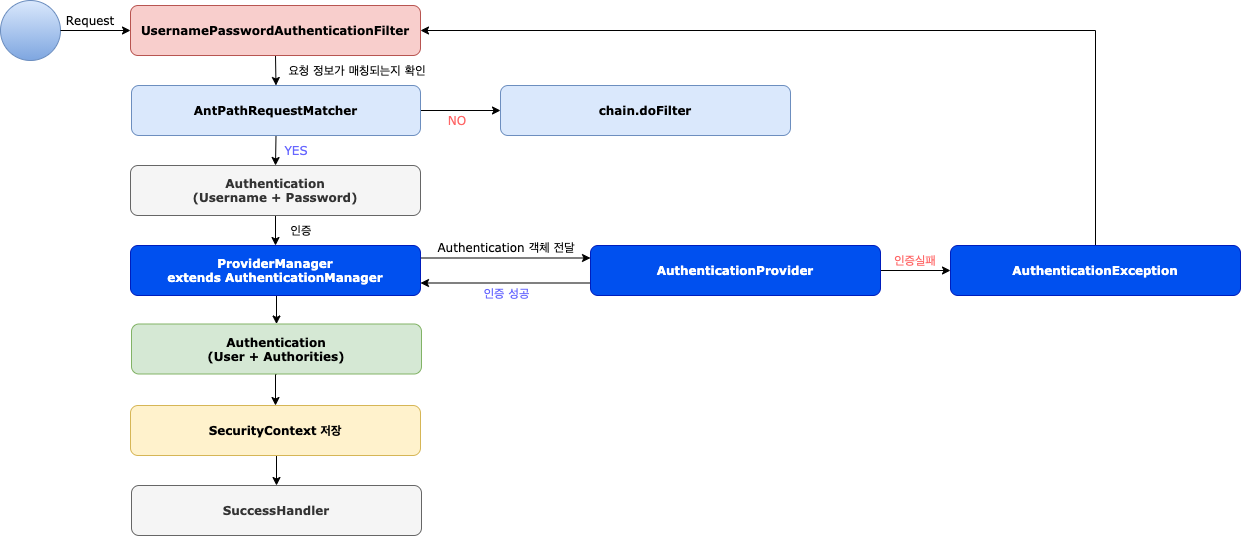 Request
UsernamePasswordAuthenticationFilter
요청 정보가 매칭되는지 확인
AntPathRequestMatcher
NO
chain.doFilter
YES
Authentication
(Username + Password)
인증
ProviderManager
extends AuthenticationManager
Authentication 객체 전달
인증 성공
AuthenticationProvider
인증실패
AuthenticationException
Authentication
(User + Authorities)
SecurityContext 저장
SuccessHandler